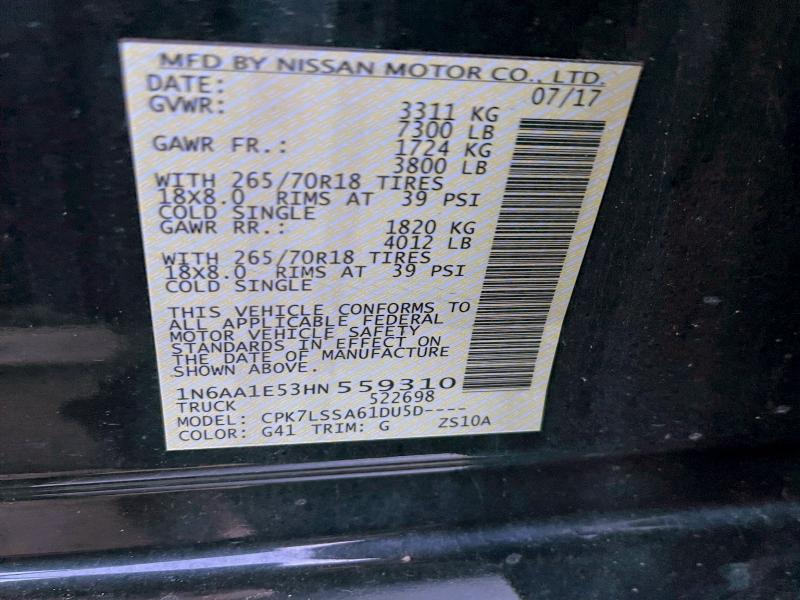 MFD BY NISSAN MOTOR CO., LTD.
DATE: 07/17
GVWR: 3311 KG
7300 LB
GAWR FR.: 1724 KG
3800 LB
WITH 265/70R18 TIRES
18X8.0 RIMS AT 39 PSI
COLD SINGLE
GAWR RR.: 1820 KG
4012 LB
WITH 265/70R18 TIRES
18X8.0 RIMS AT 39 PSI
COLD SINGLE
THIS VEHICLE CONFORMS TO
ALL APPLICABLE FEDERAL
MOTOR VEHICLE SAFETY
STANDARDS IN EFFECT ON
THE DATE OF MANUFACTURE
SHOWN ABOVE.
1N6AA1E53HN559310
TRUCK 522698
MODEL: CPK7LSSA61DU5D----
COLOR: G41 TRIM: G ZS10A